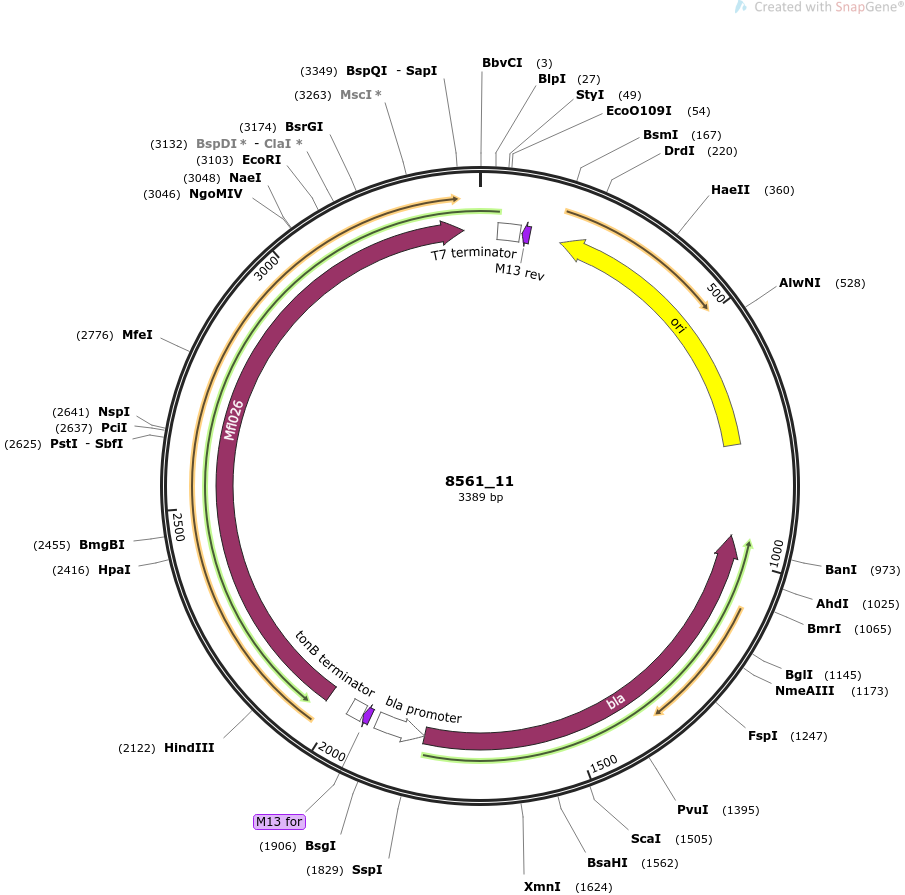 Created with SnapGene®
(3349) BspQI - SapI
(3263) MscI *
(3174) BsrGI
(3132) BspDI * - ClaI *
(3103) EcoRI
(3048) NaeI
(3046) NgoMIV
BbvCI (3)
BlpI (27)
StyI (49)
EcoO109I (54)
BsmI (167)
DrdI (220)
HaeII (360)
AlwNI (528)
T7 terminator
M13 rev
3000
500
ori
(2776) MfeI
Mfl026
(2641) NspI
(2637) PciI
(2625) PstI - SbfI
8561_11
3389 bp
2500
(2455) BmgBI
(2416) HpaI
1000
BanI (973)
AhdI (1025)
BmrI (1065)
BglI (1145)
NmeAIII (1173)
FspI (1247)
tonB terminator
bla promoter
bla
(2122) HindIII
2000
1500
M13 for
(1906) BsgI
(1829) SspI
PvuI (1395)
ScaI (1505)
BsaHI (1562)
XmnI (1624)